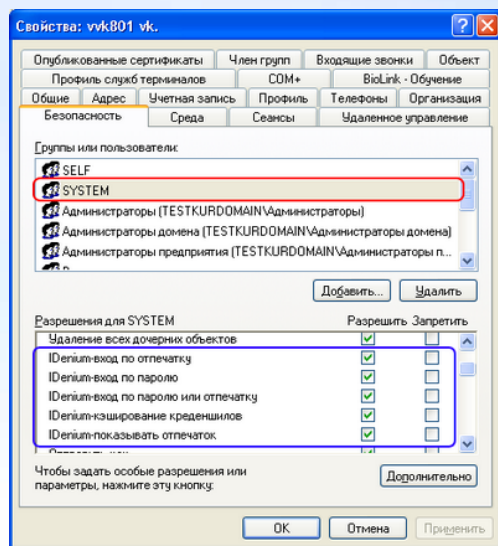 Свойства: vvk801 vk.
Опубликованные сертификаты Член групп Входящие звонки Объект
Профиль служб терминалов COM+ BioLink - Обучение
Общие Адрес Учетная запись Профиль Телефоны Организация
Безопасность Среда Сеансы Удаленное управление
Группы или пользователи:
SELF
SYSTEM
Администраторы (TESTKURDOMAIN\Администраторы)
Администраторы домена (TESTKURDOMAIN\Администраторы домена)
Администраторы предприятия (TESTKURDOMAIN\Администраторы п...
Добавить... Удалить
Разрешения для SYSTEM Разрешить Запретить
Удаление всех дочерних объектов
IDenium-вход по отпечатку
IDenium-вход по паролю
IDenium-вход по паролю или отпечатку
IDenium-кэширование креденшилов
IDenium-показывать отпечаток
Отправить как
Чтобы задать особые разрешения или
параметры, нажмите эту кнопку:
Дополнительно
OK Отмена Применить